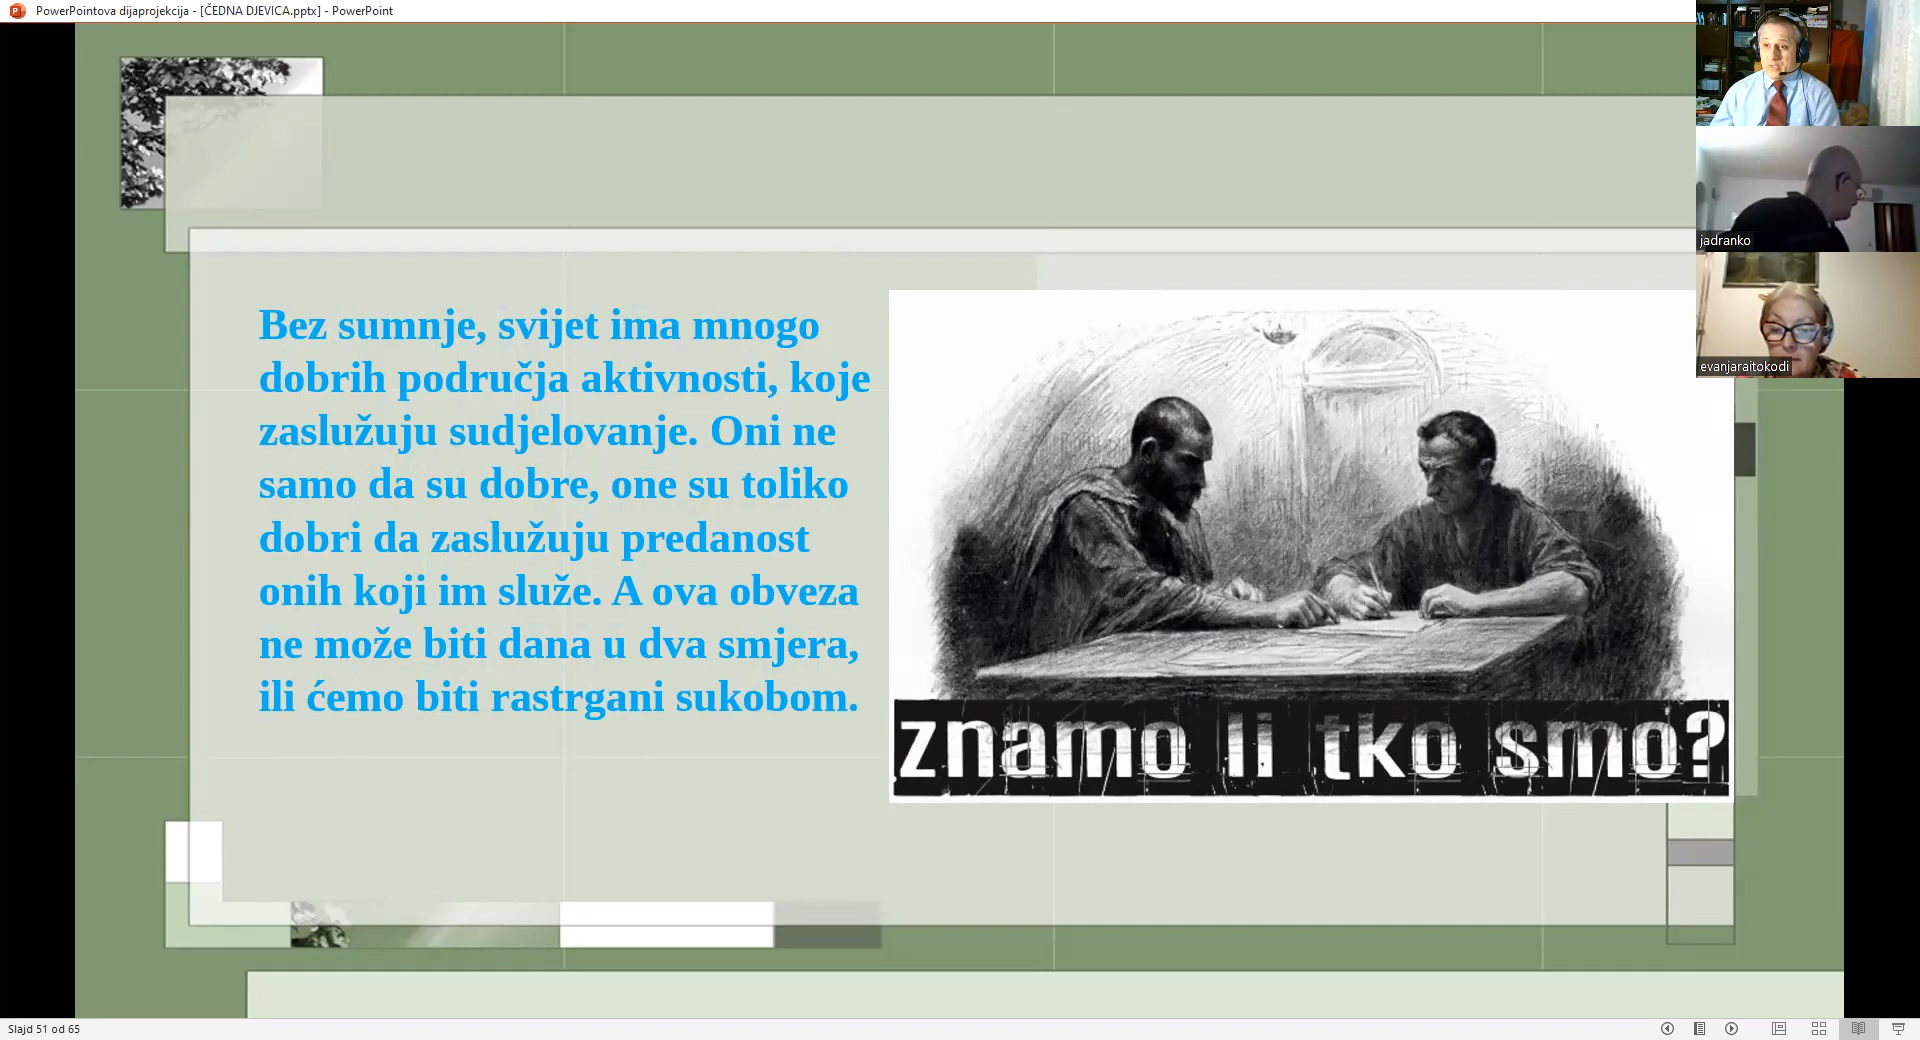 PowerPointova dijaprojekcija - [ČEDNA DJEVICA.pptx] - PowerPoint
jadranko
evanjaraitokodi
Bez sumnje, svijet ima mnogo
dobrih područja aktivnosti, koje
zaslužuju sudjelovanje. Oni ne
samo da su dobre, one su toliko
dobri da zaslužuju predanost
onih koji im služe. A ova obveza
ne može biti dana u dva smjera,
ili ćemo biti rastrgani sukobom.
znamo li tko smo?
Slajd 51 od 65